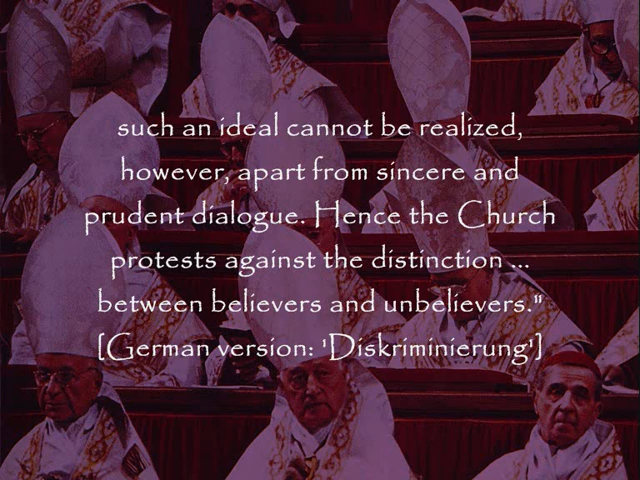 such an ideal cannot be realized,
however, apart from sincere and
prudent dialogue. Hence the Church
protests against the distinction ...
between believers and unbelievers."
[German version: 'Diskriminierung']